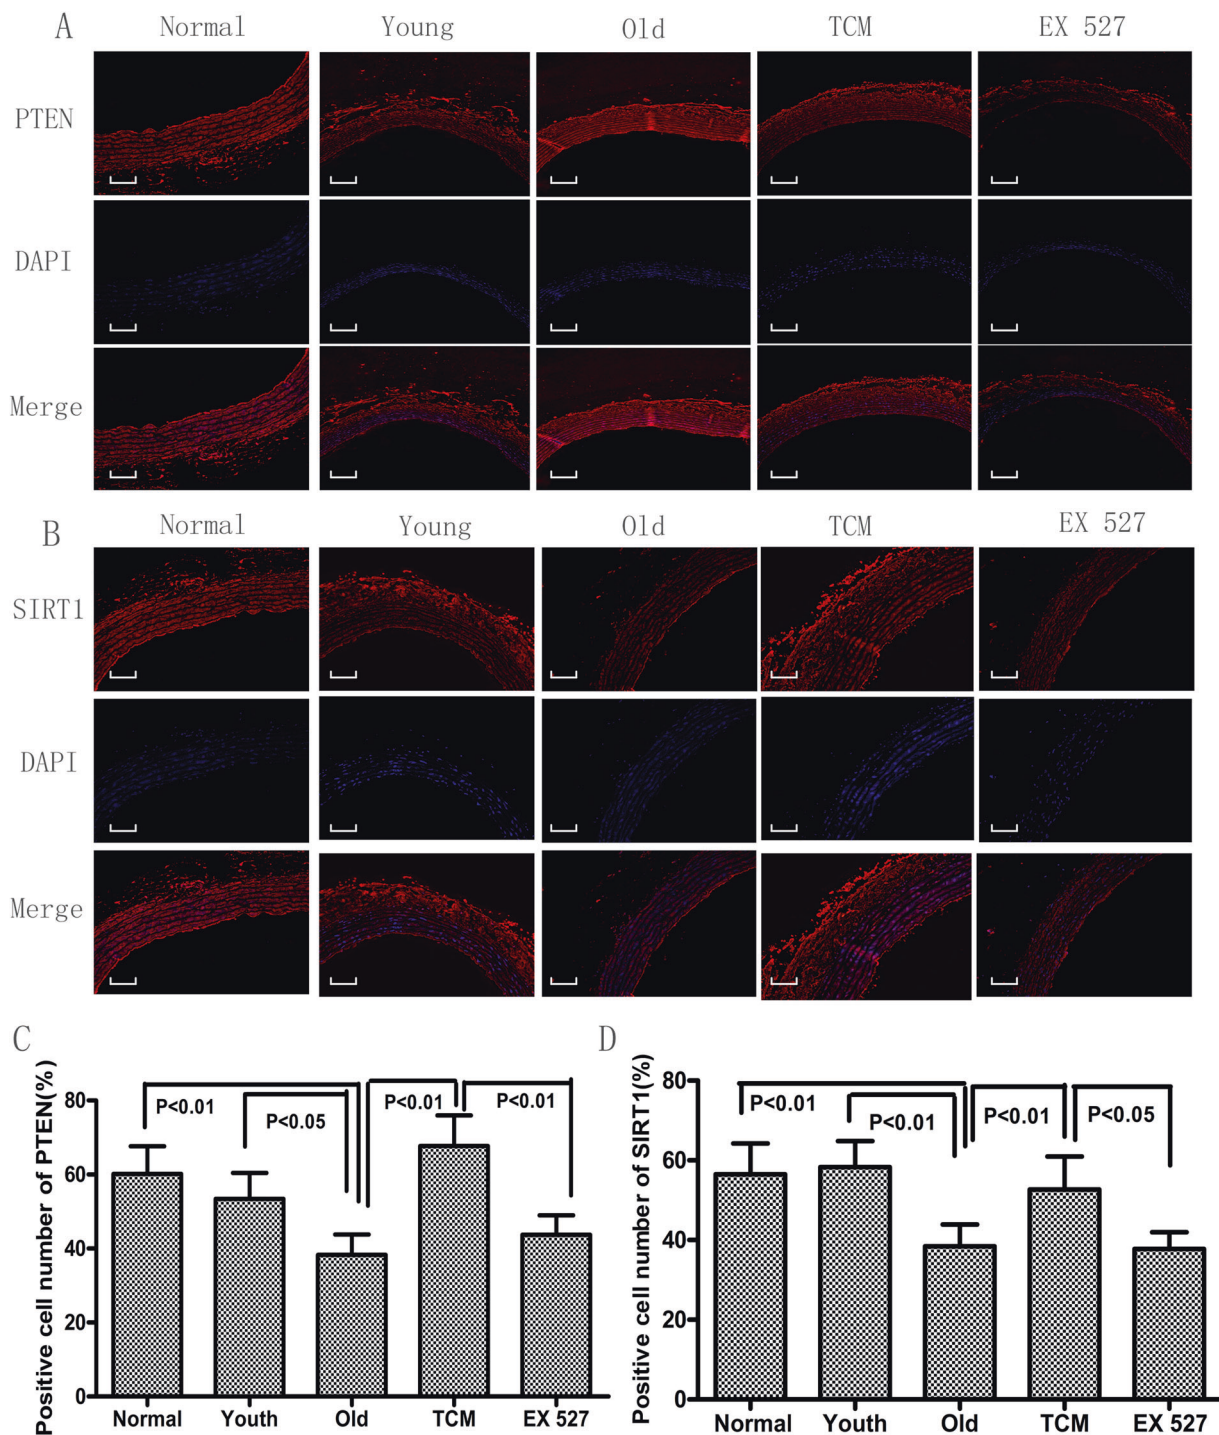 A
Normal Young Old TCM EX 527
PTEN
DAPI
Merge
B
Normal Young Old TCM EX 527
SIRT1
DAPI
Merge
C
Positive cell number of PTEN(%)
80
60
40
20
0
P<0.01
P<0.05
P<0.01
P<0.01
Normal Youth Old TCM EX 527
D
Positive cell number of SIRT1(%)
80
60
40
20
0
P<0.01
P<0.01
P<0.01
P<0.05
Normal Youth Old TCM EX 527